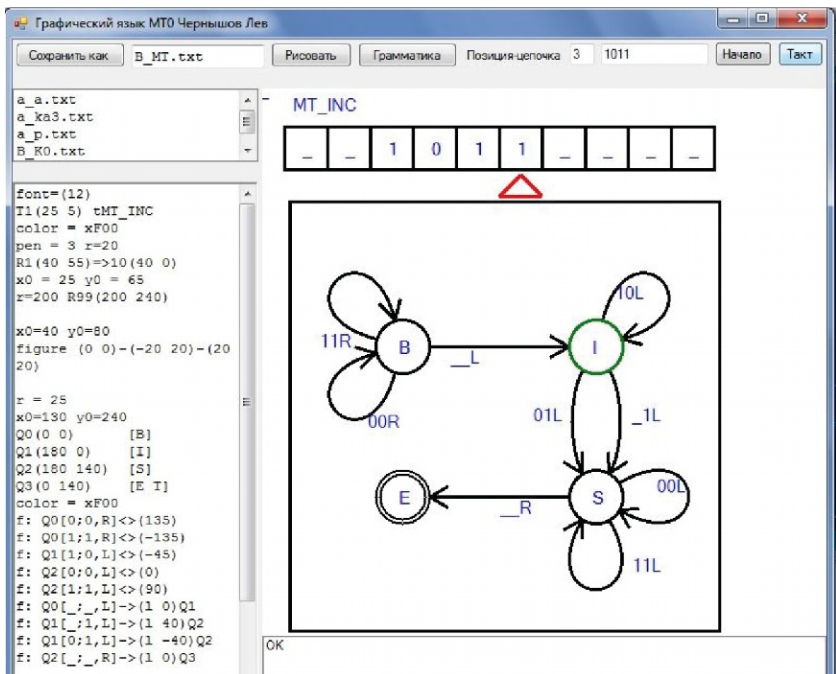 Графический язык МТ0 Чернышов Лев
Сохранить как B_MT.txt Рисовать Грамматика Позиция-цепочка 3 1011 Начало Такт
a_a.txt
a_ka3.txt
a_p.txt
B_K0.txt
font=(12)
T1(25 5) tMT_INC
color = xF00
pen = 3 r=20
R1(40 55)=>10(40 0)
x0 = 25 y0 = 65
r=200 R99(200 240)
x0=40 y0=80
figure (0 0)-(-20 20)-(20
20)
r = 25
x0=130 y0=240
Q0(0 0) [B]
Q1(180 0) [I]
Q2(180 140) [S]
Q3(0 140) [E T]
color = xF00
f: Q0[0;0,R]<>(135)
f: Q0[1;1,R]<>(-135)
f: Q1[1;0,L]<>(-45)
f: Q2[0;0,L]<>(0)
f: Q2[1;1,L]<>(90)
f: Q0[_;_,L]->(1 0)Q1
f: Q1[_;1,L]->(1 40)Q2
f: Q1[0;1,L]->(1 -40)Q2
f: Q2[_;_,R]->(1 0)Q3
MT_INC
_ _ 1 0 1 1 _ _ _ _
10L
11R B __L I
00R 01L _1L
E __R S 00L
11L
OK